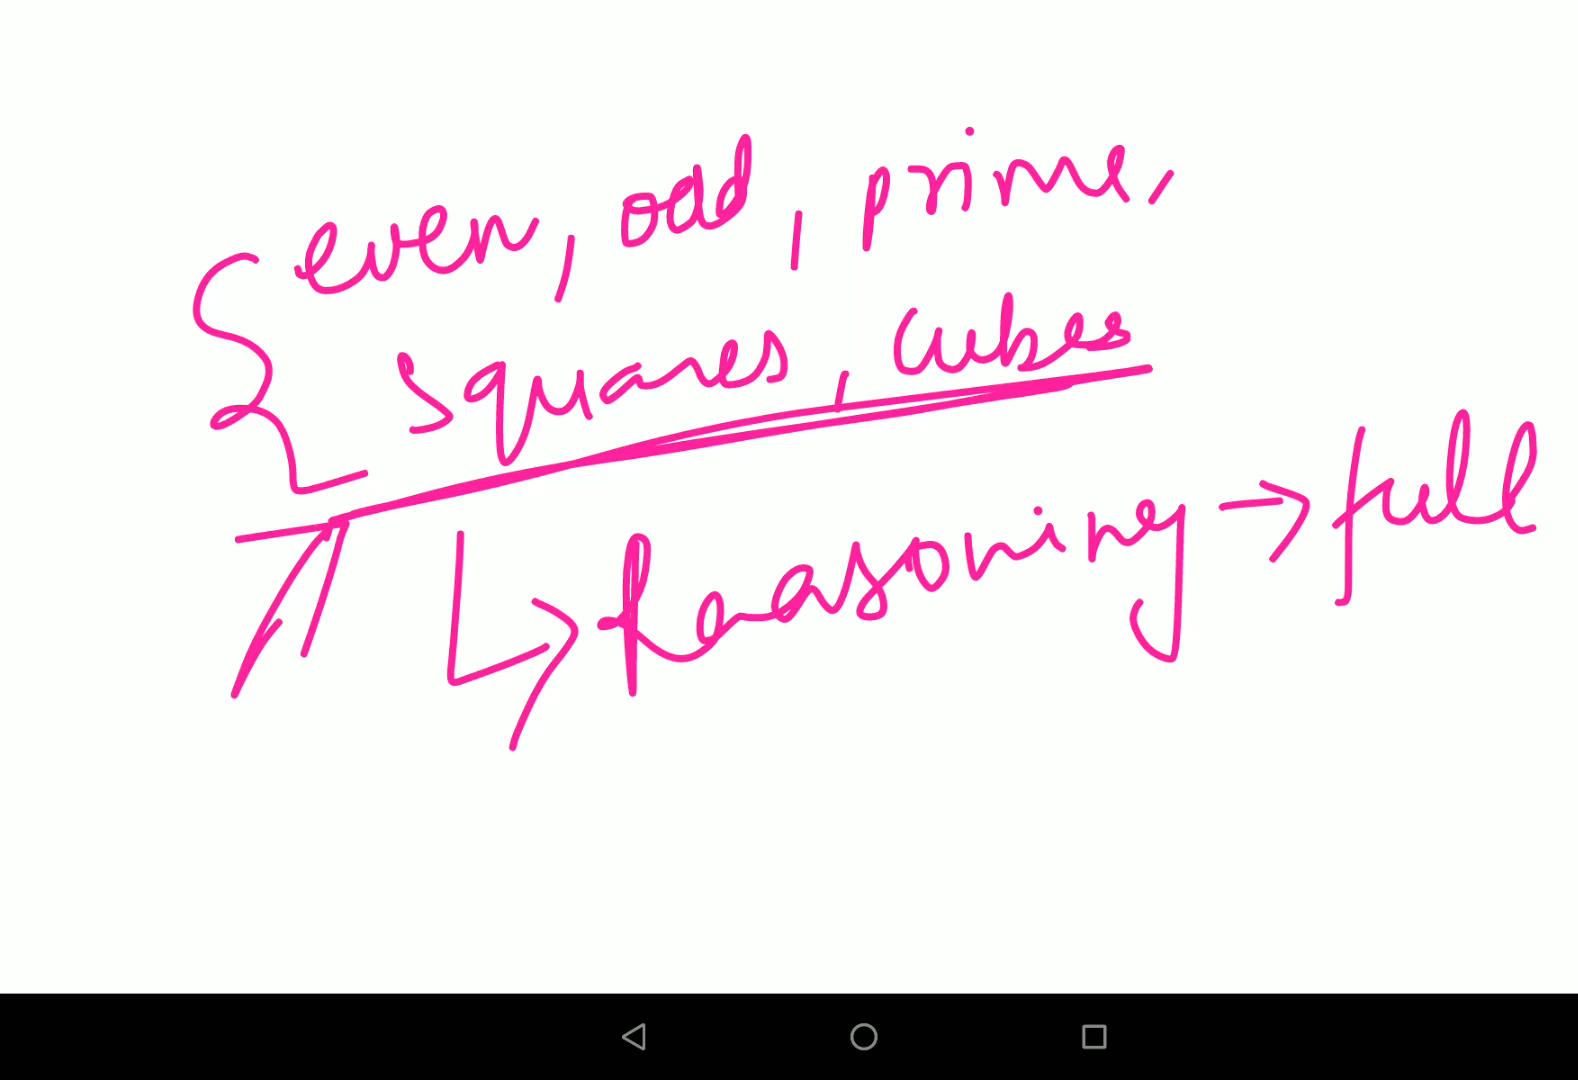 even, odd, prime,
squares, cubes
Reasoning → full